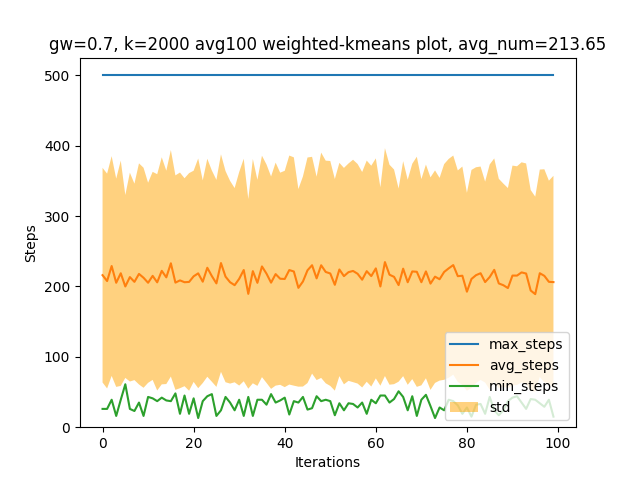 gw=0.7, k=2000 avg100 weighted-kmeans plot, avg_num=213.65
500
400
300
200
100
0
Steps
0 20 40 60 80 100
Iterations
max_steps
avg_steps
min_steps
std